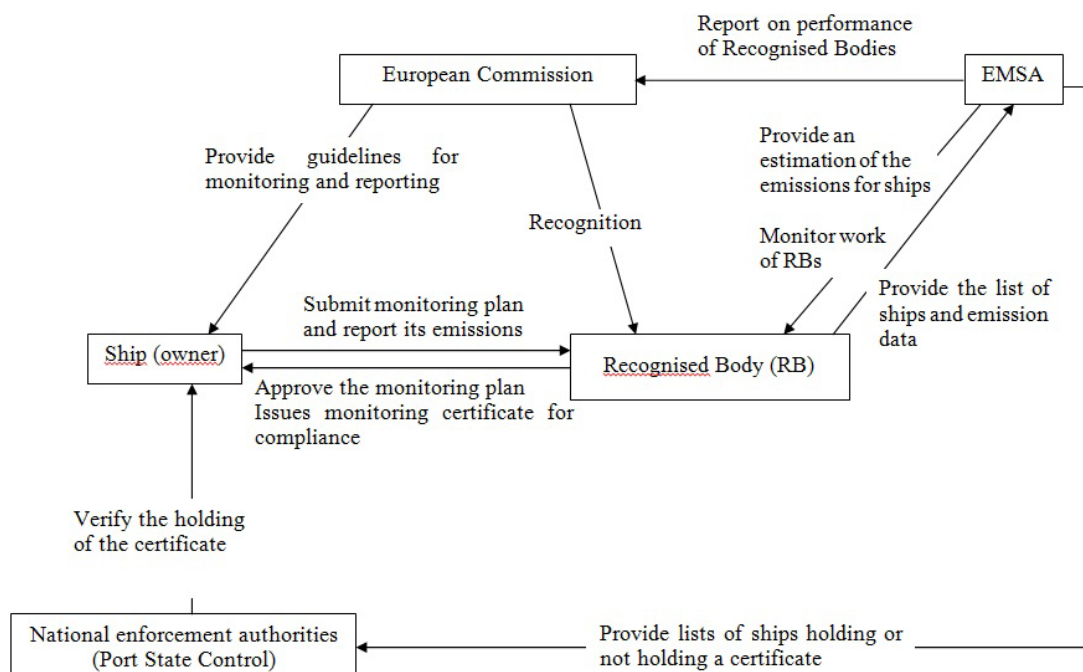 Report on performance
of Recognised Bodies
European Commission
EMSA
Provide guidelines for
monitoring and reporting
Provide an
estimation of the
emissions for ships
Recognition
Monitor work
of RBs
Provide the list of
ships and emission
data
Submit monitoring plan
and report its emissions
Ship (owner)
Recognised Body (RB)
Approve the monitoring plan
Issues monitoring certificate for
compliance
Verify the holding
of the certificate
National enforcement authorities
(Port State Control)
Provide lists of ships holding or
not holding a certificate